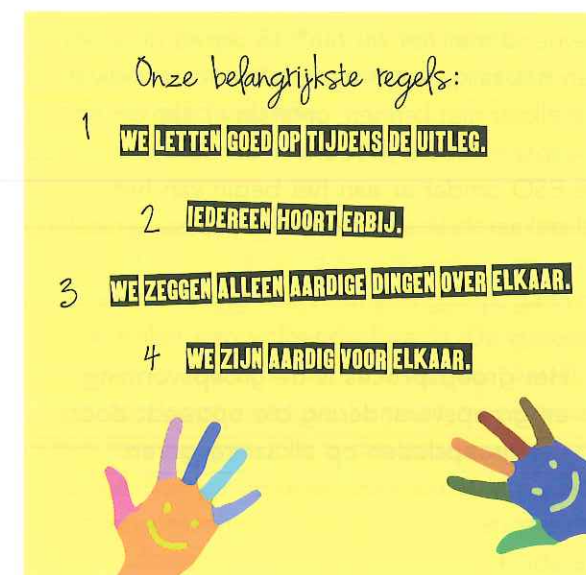 Onze belangrijkste regels:
1 WE LETTEN GOED OP TIJDENS DE UITLEG.
2 IEDEREEN HOORT ERBIJ.
3 WE ZEGGEN ALLEEN AARDIGE DINGEN OVER ELKAAR.
4 WE ZIJN AARDIG VOOR ELKAAR.